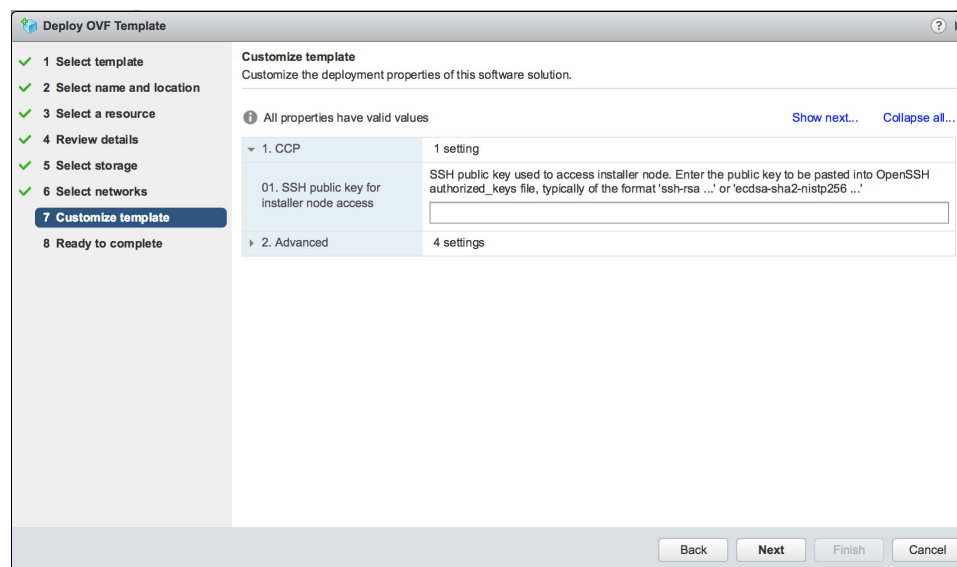 Deploy OVF Template
?
1 Select template
2 Select name and location
3 Select a resource
4 Review details
5 Select storage
6 Select networks
7 Customize template
8 Ready to complete
Customize template
Customize the deployment properties of this software solution.
All properties have valid values
Show next...
Collapse all...
1. CCP
1 setting
01. SSH public key for
installer node access
SSH public key used to access installer node. Enter the public key to be pasted into OpenSSH
authorized_keys file, typically of the format 'ssh-rsa ...' or 'ecdsa-sha2-nistp256 ...'
2. Advanced
4 settings
Back
Next
Finish
Cancel